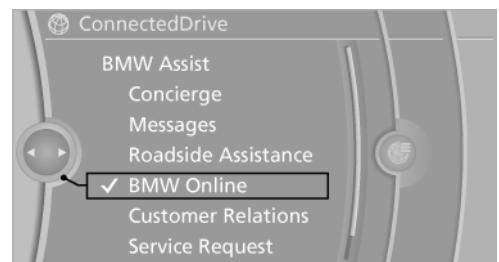 ConnectedDrive
BMW Assist
Concierge
Messages
Roadside Assistance
✓ BMW Online
Customer Relations
Service Request